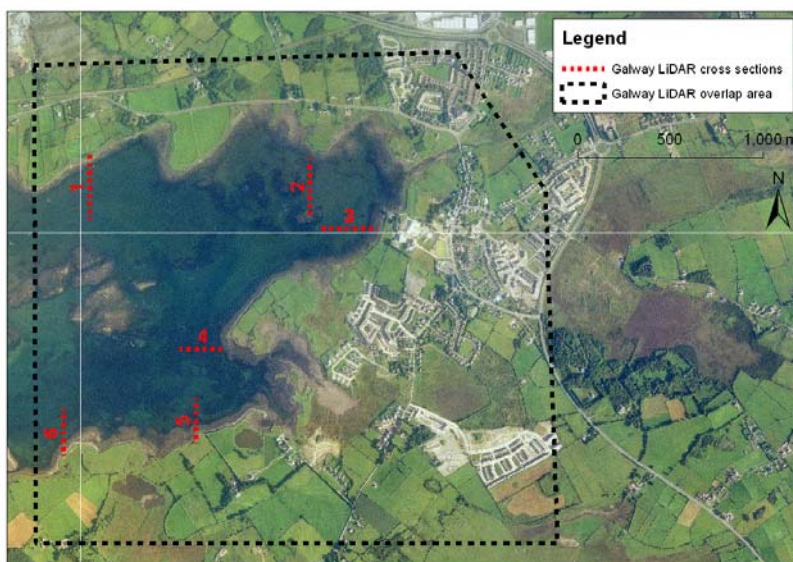 Legend
Galway LiDAR cross sections
Galway LiDAR overlap area
0 500 1,000 m
N
1
2
3
4
5
6